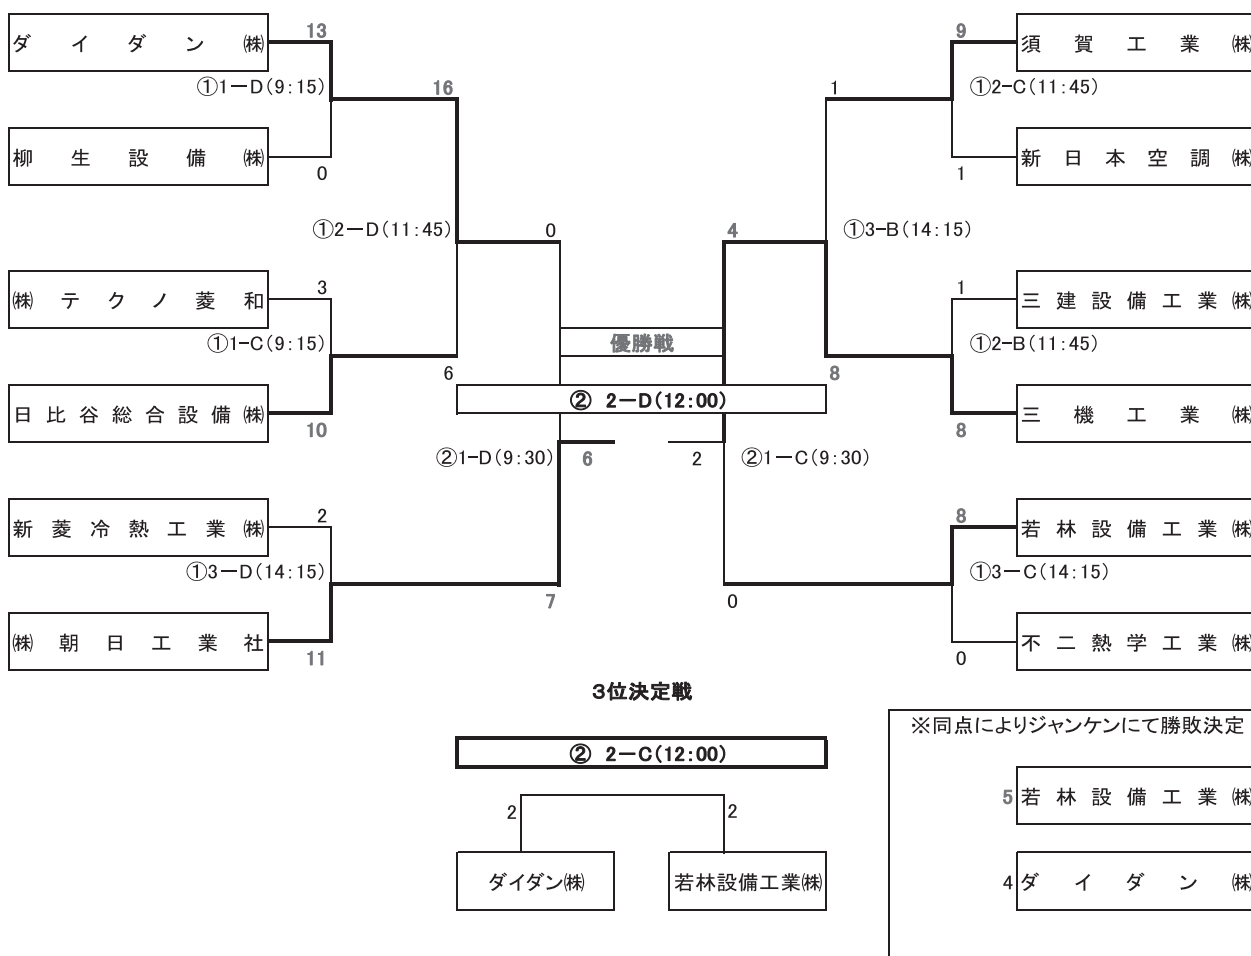 13
9
ダイダン㈱
須賀工業㈱
①1－D(9:15)
16
1
①2-C(11:45)
柳生設備㈱
新日本空調㈱
0
1
①2－D(11:45)
0
4
①3-B(14:15)
3
1
㈱テクノ菱和
三建設備工業㈱
①1-C(9:15)
優勝戦
①2-B(11:45)
6
8
② 2－D(12:00)
日比谷総合設備㈱
三機工業㈱
10
8
②1-D(9:30)
6
2
②1－C(9:30)
2
8
新菱冷熱工業㈱
若林設備工業㈱
①3－D(14:15)
①3－C(14:15)
7
0
㈱朝日工業社
不二熱学工業㈱
11
0
3位決定戦
※同点によりジャンケンにて勝敗決定
② 2－C(12:00)
5
若林設備工業㈱
2
2
ダイダン㈱
若林設備工業㈱
4
ダイダン㈱